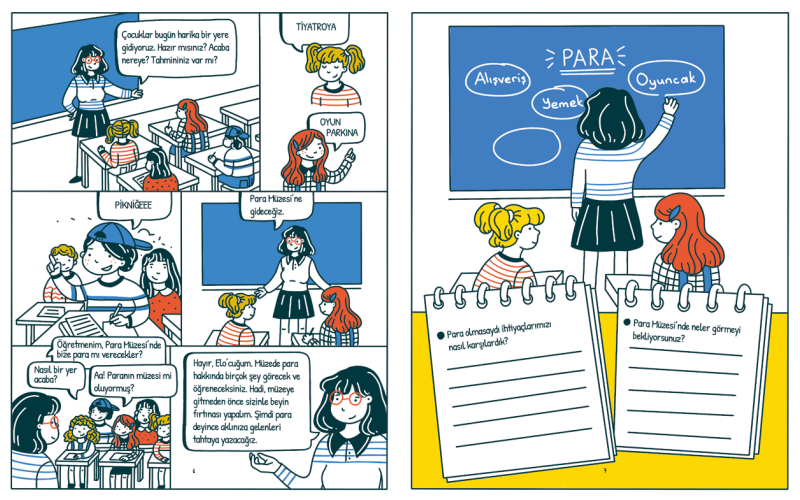 Çocuklar bugün harika bir yere
gidiyoruz. Hazır mısınız? Acaba
nereye? Tahmininiz var mı?
TİYATROYA
OYUN
PARKINA
PİKNİĞEEE
Para Müzesi'ne
gideceğiz.
Öğretmenim, Para Müzesi'nde
bize para mı verecekler?
Nasıl bir yer
acaba?
Aa! Paranın müzesi mi
oluyormuş?
Hayır, Elo'cuğum. Müzede para
hakkında birçok şey görecek ve
öğreneceksiniz. Hadi, müzeye
gitmeden önce sizinle beyin
fırtınası yapalım. Şimdi para
deyince aklınıza gelenleri
tahtaya yazacağız.
6
PARA
Alışveriş
Yemek
Oyuncak
Para olmasaydı ihtiyaçlarımızı
nasıl karşılardık?
Para Müzesi'nde neler görmeyi
bekliyorsunuz?
7